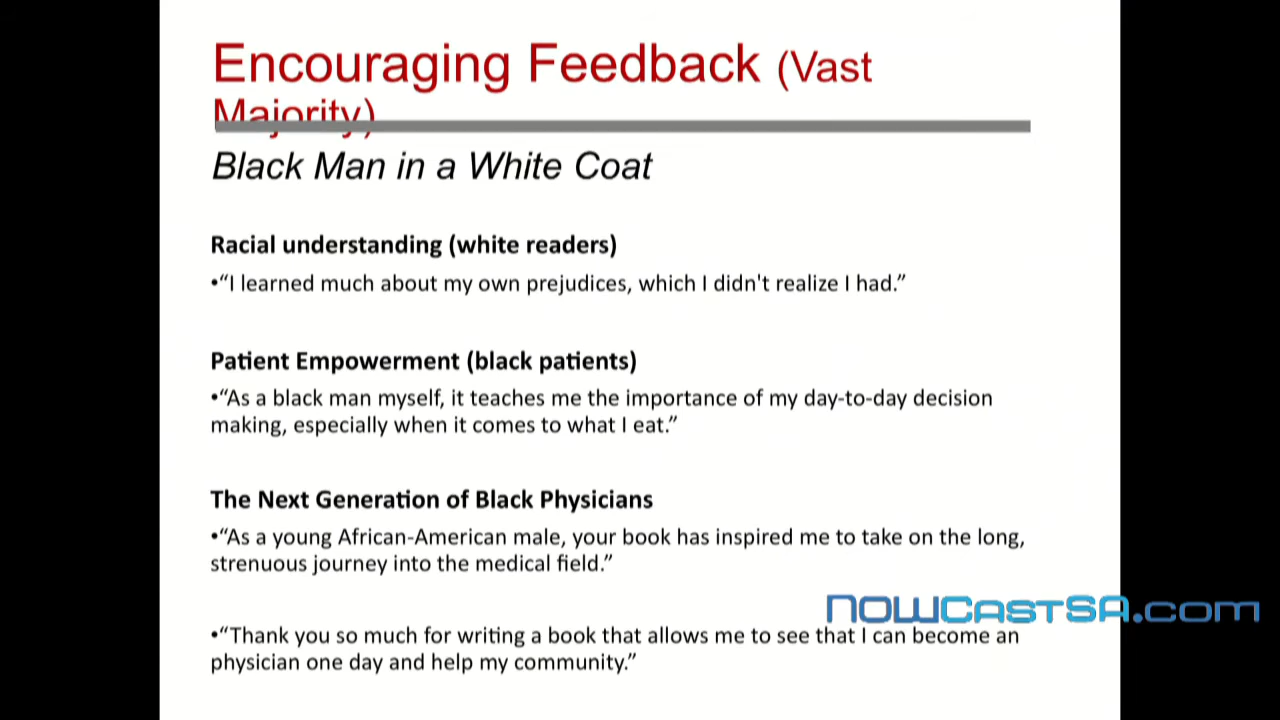 Encouraging Feedback (Vast
Majority)
Black Man in a White Coat
Racial understanding (white readers)
•“I learned much about my own prejudices, which I didn't realize I had.”
Patient Empowerment (black patients)
•“As a black man myself, it teaches me the importance of my day-to-day decision
making, especially when it comes to what I eat.”
The Next Generation of Black Physicians
•“As a young African-American male, your book has inspired me to take on the long,
strenuous journey into the medical field.”
NOWCastSA.com
•“Thank you so much for writing a book that allows me to see that I can become an
physician one day and help my community.”